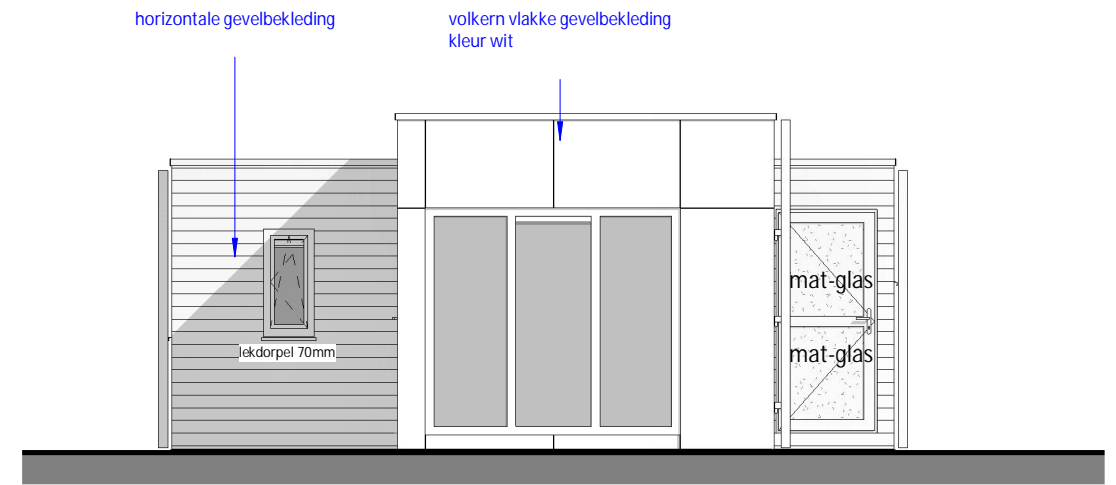 horizontale gevelbekleding
volkern vlakke gevelbekleding
kleur wit
mat-glas
lekdorpel 70mm
mat-glas